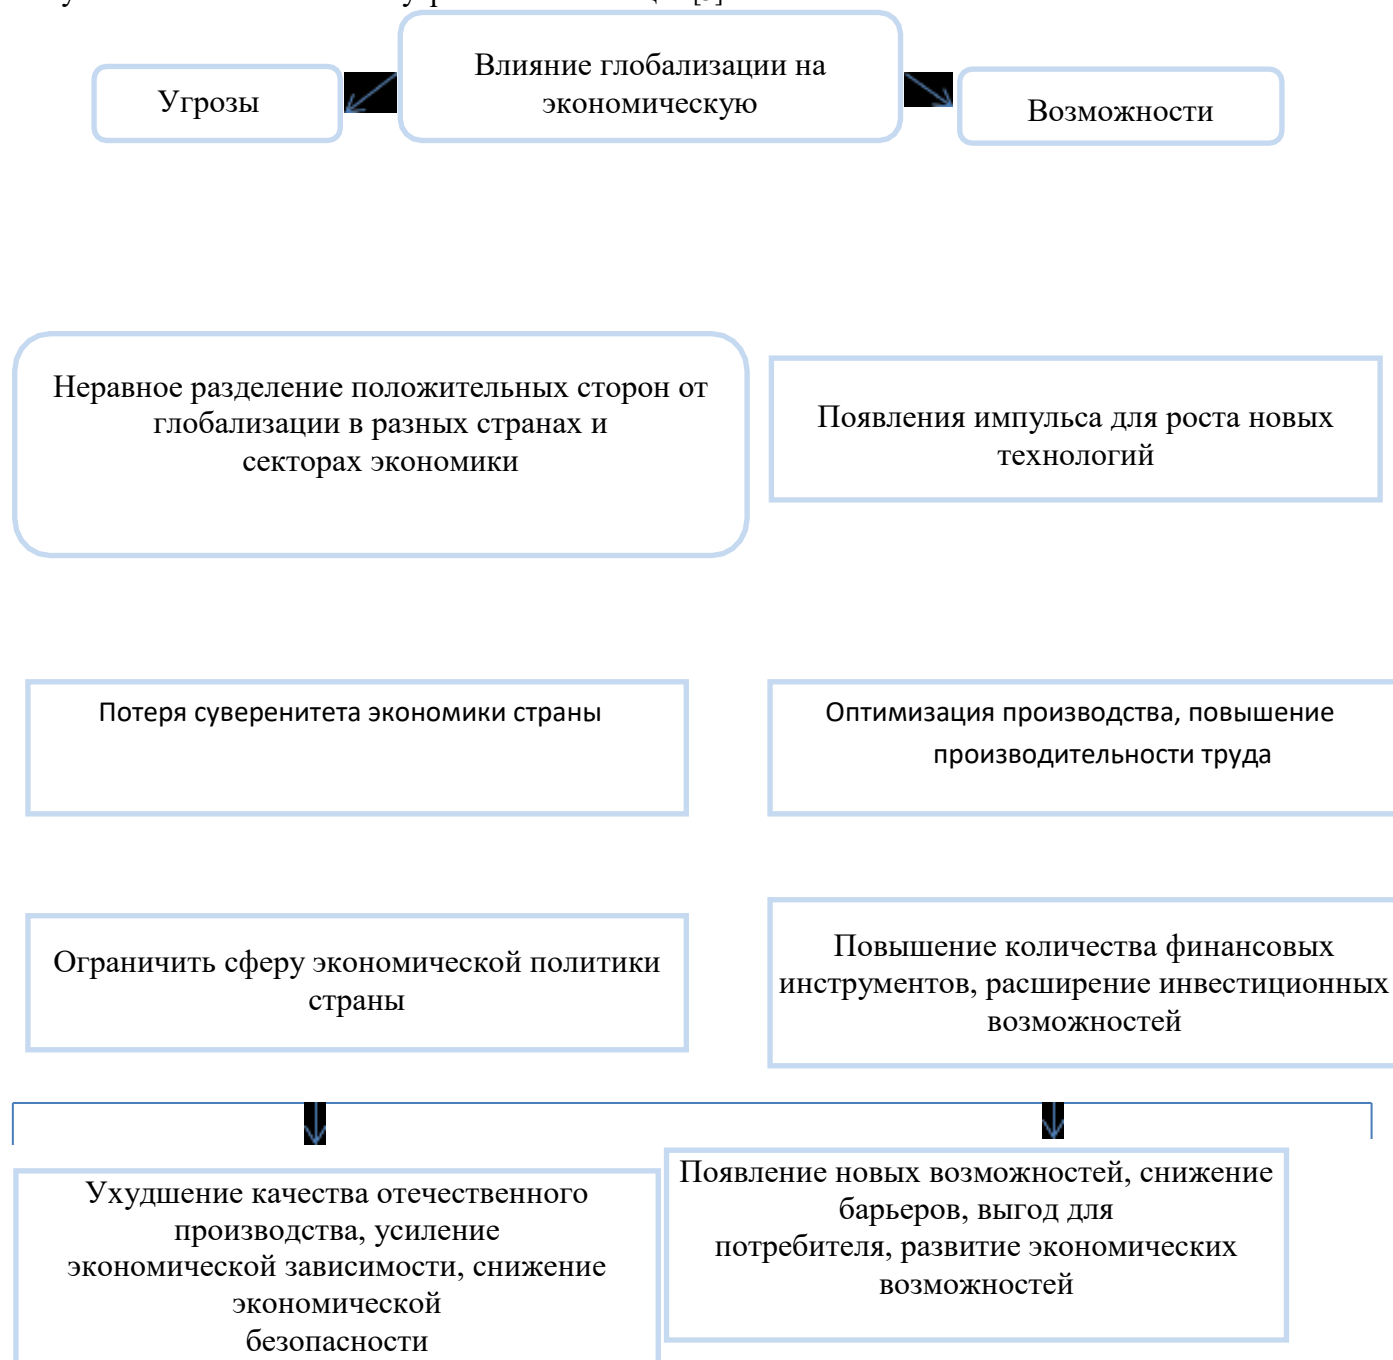 Влияние глобализации на
экономическую
Угрозы
Возможности
Неравное разделение положительных сторон от
глобализации в разных странах и
секторах экономики
Появления импульса для роста новых
технологий
Потеря суверенитета экономики страны
Оптимизация производства, повышение
производительности труда
Ограничить сферу экономической политики
страны
Повышение количества финансовых
инструментов, расширение инвестиционных
возможностей
Ухудшение качества отечественного
производства, усиление
экономической зависимости, снижение
экономической
безопасности
Появление новых возможностей, снижение
барьеров, выгод для
потребителя, развитие экономических
возможностей